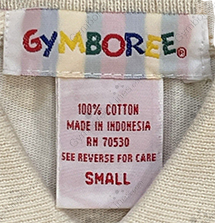 GYMBOREE®
100% COTTON
MADE IN INDONESIA
RN 70530
SEE REVERSE FOR CARE
SMALL